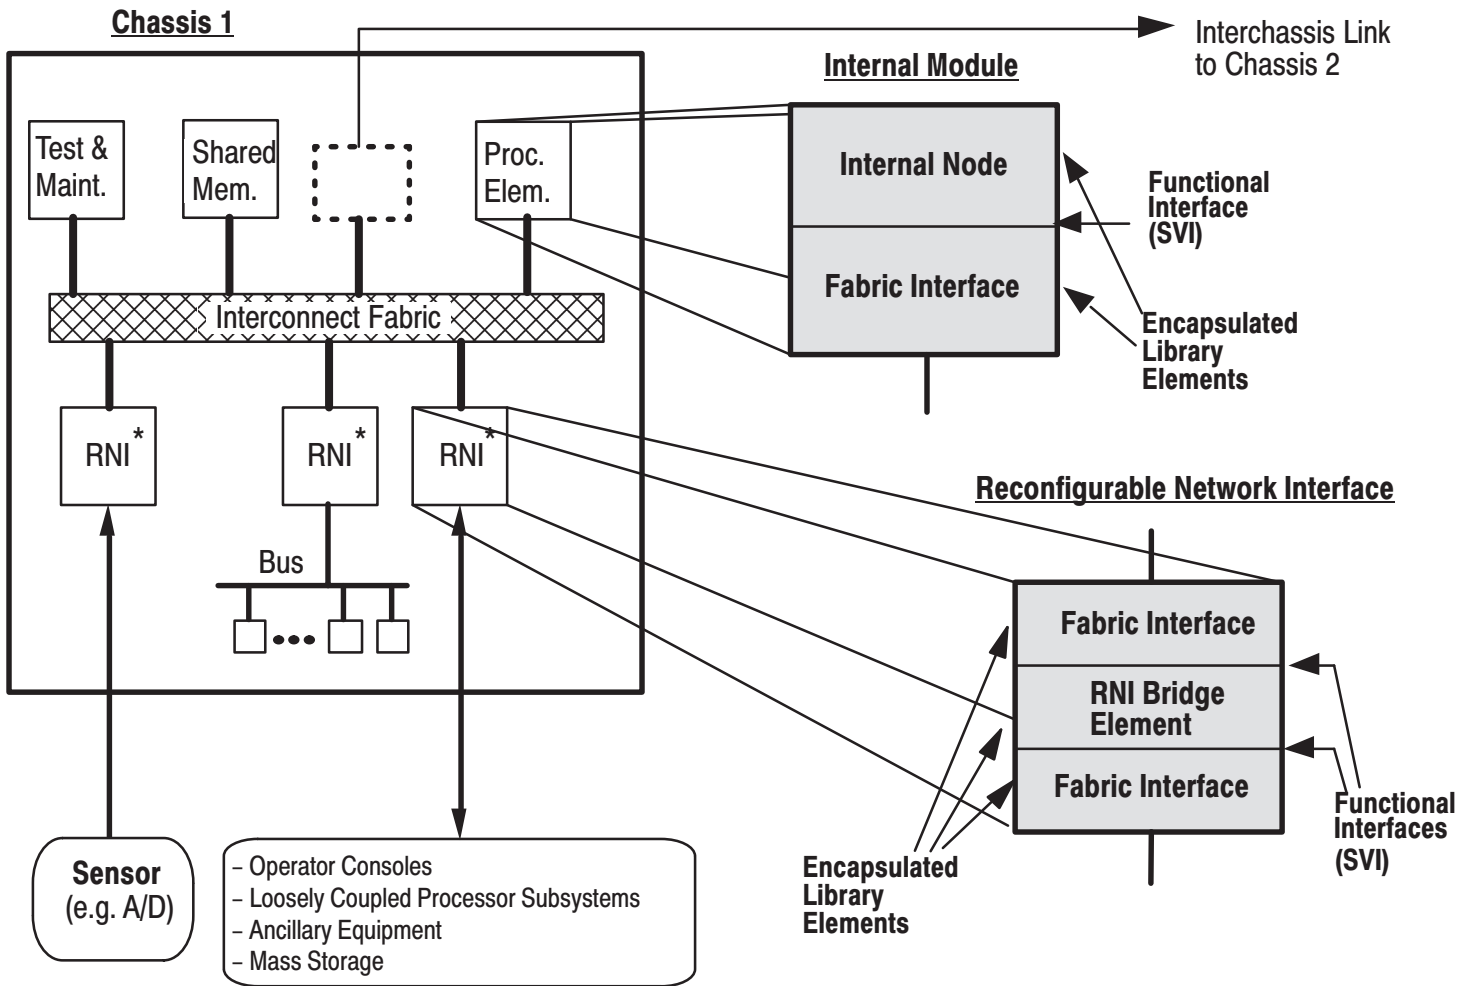 Chassis 1
Interchassis Link
to Chassis 2
Internal Module
Test &
Maint.
Shared
Mem.
Proc.
Elem.
Internal Node
Fabric Interface
Functional
Interface
(SVI)
Encapsulated
Library
Elements
Interconnect Fabric
RNI*
RNI*
RNI*
Bus
Reconfigurable Network Interface
Fabric Interface
RNI Bridge
Element
Fabric Interface
Functional
Interfaces
(SVI)
Encapsulated
Library
Elements
Sensor
(e.g. A/D)
– Operator Consoles
– Loosely Coupled Processor Subsystems
– Ancillary Equipment
– Mass Storage